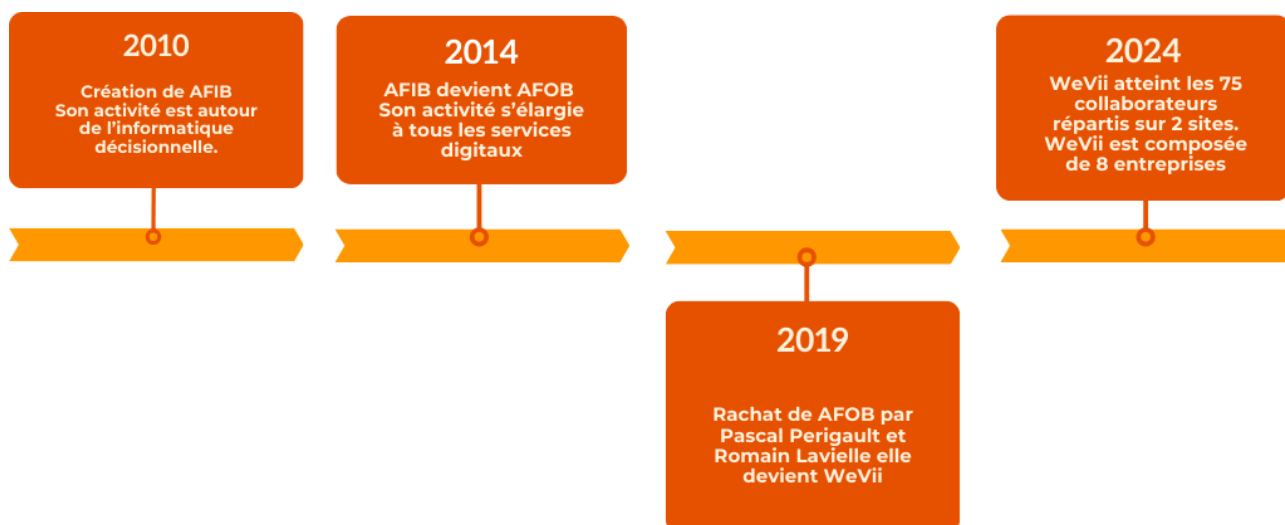 2010
Création de AFIB
Son activité est autour
de l'informatique
décisionnelle.
2014
AFIB devient AFOB
Son activité s'élargie
à tous les services
digitaux
2019
Rachat de AFOB par
Pascal Perigault et
Romain Lavielle elle
devient WeVii
2024
WeVii atteint les 75
collaborateurs
répartis sur 2 sites.
WeVii est composée
de 8 entreprises